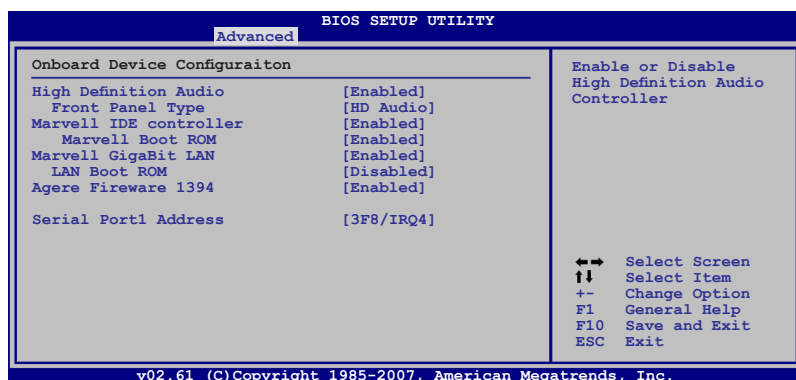 BIOS SETUP UTILITY
Advanced
Onboard Device Configuraiton
High Definition Audio [Enabled]
Front Panel Type [HD Audio]
Marvell IDE controller [Enabled]
Marvell Boot ROM [Enabled]
Marvell GigaBit LAN [Enabled]
LAN Boot ROM [Disabled]
Agere Fireware 1394 [Enabled]
Serial Port1 Address [3F8/IRQ4]
Enable or Disable
High Definition Audio
Controller
←→ Select Screen
↑↓ Select Item
+- Change Option
F1 General Help
F10 Save and Exit
ESC Exit
v02.61 (C)Copyright 1985-2007, American Megatrends, Inc.